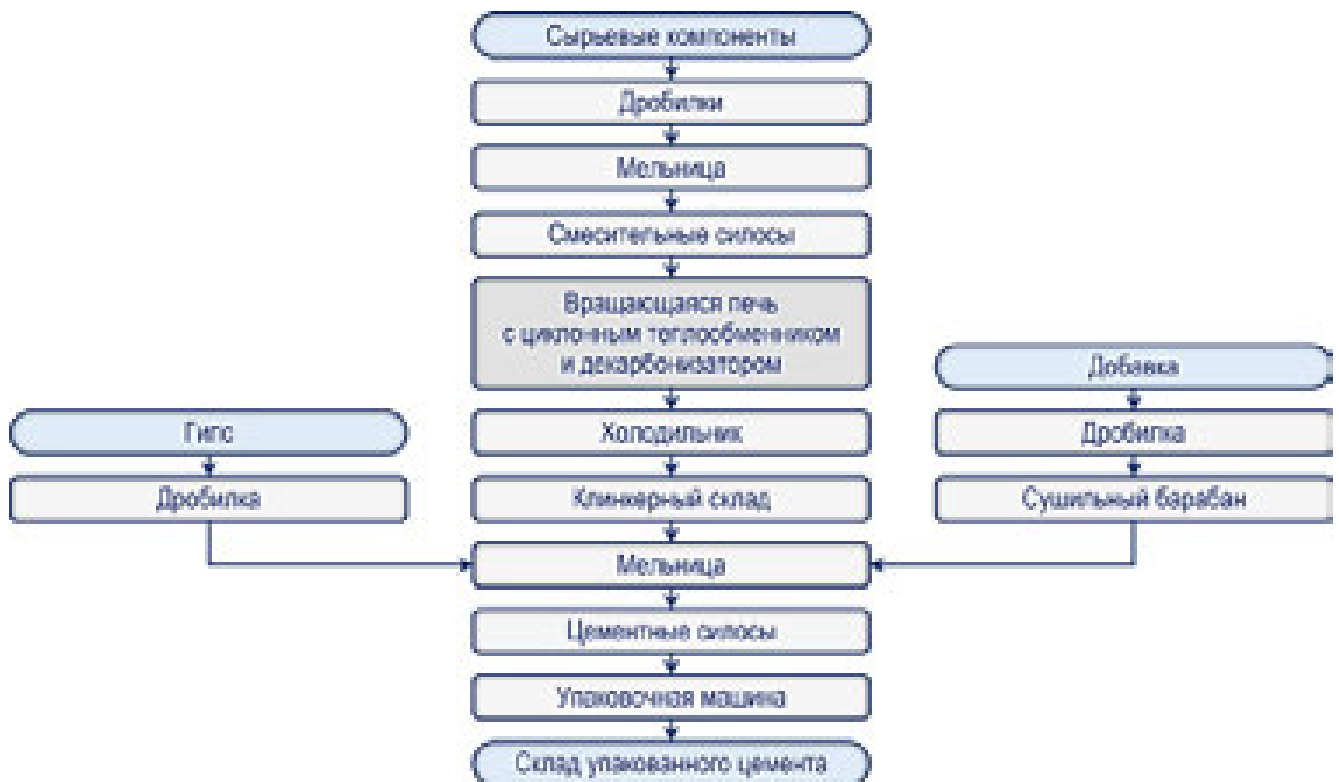 Сырьевые компоненты
Дробилки
Мельница
Смесительные силосы
Вращающаяся печь
с циклонным теплообменником
и декарбонизатором
Добавка
Гипс
Холодильник
Дробилка
Дробилка
Клинкерный склад
Сушильный барабан
Мельница
Цементные силосы
Упаковочная машина
Склад упакованного цемента